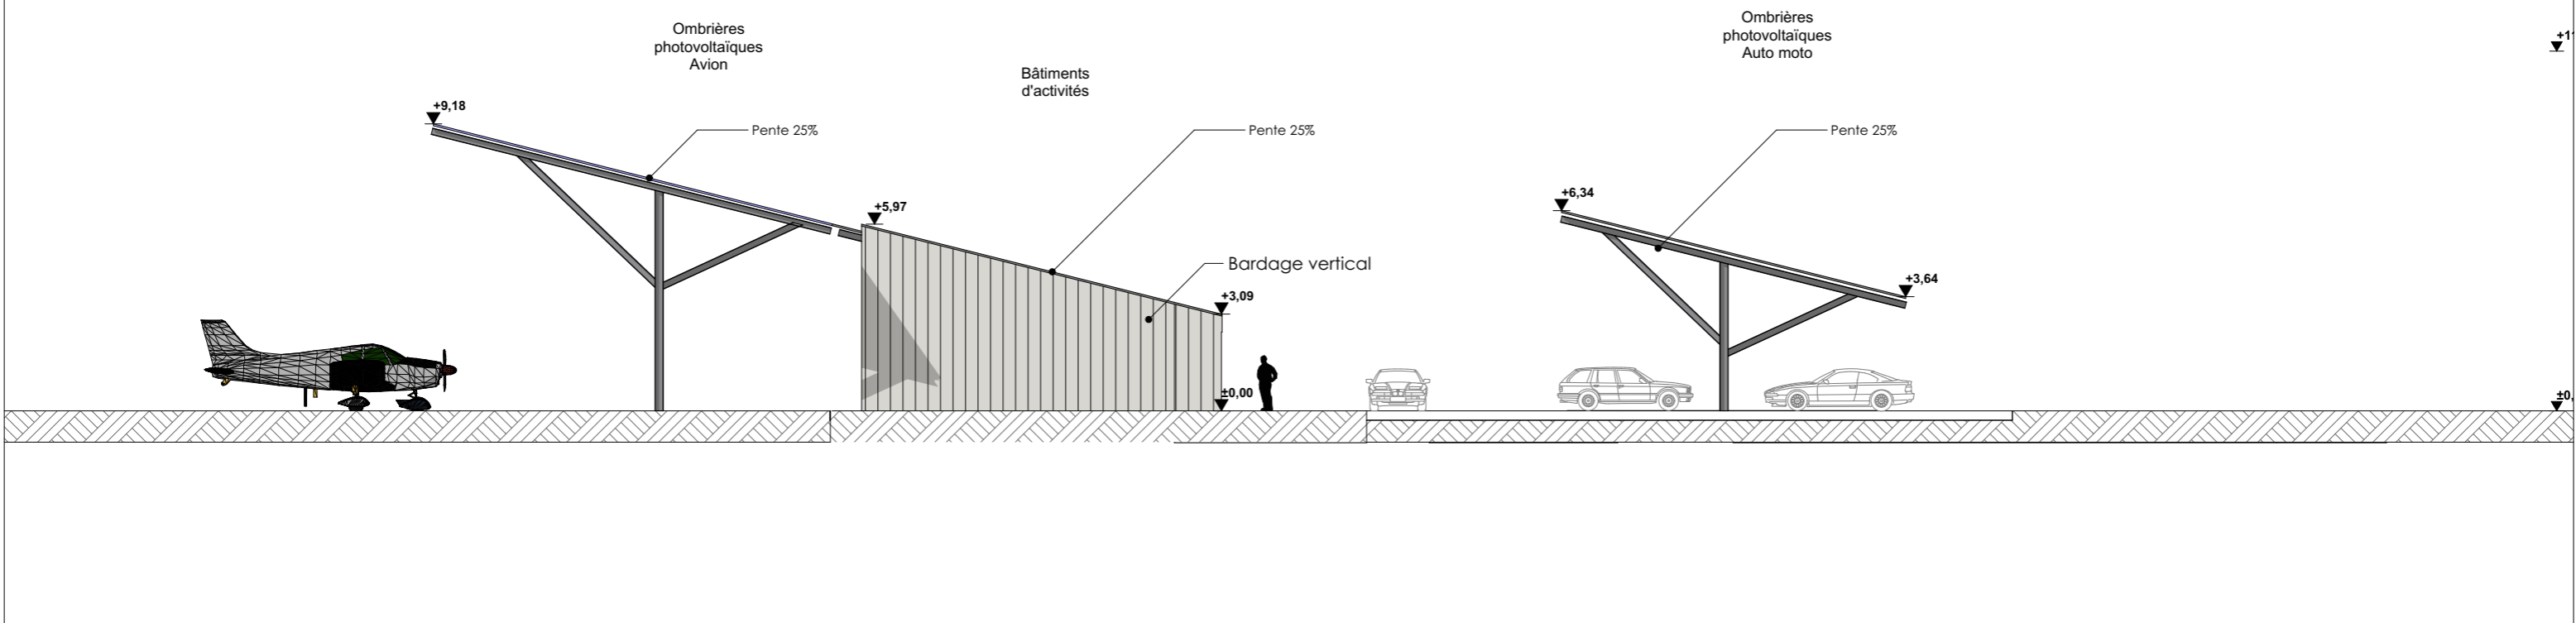 Ombrières
photovoltaïques
Avion
Bâtiments
d'activités
Ombrières
photovoltaïques
Auto moto
+9,18
Pente 25%
Pente 25%
Pente 25%
+5,97
+6,34
Bardage vertical
+3,09
+3,64
±0,00